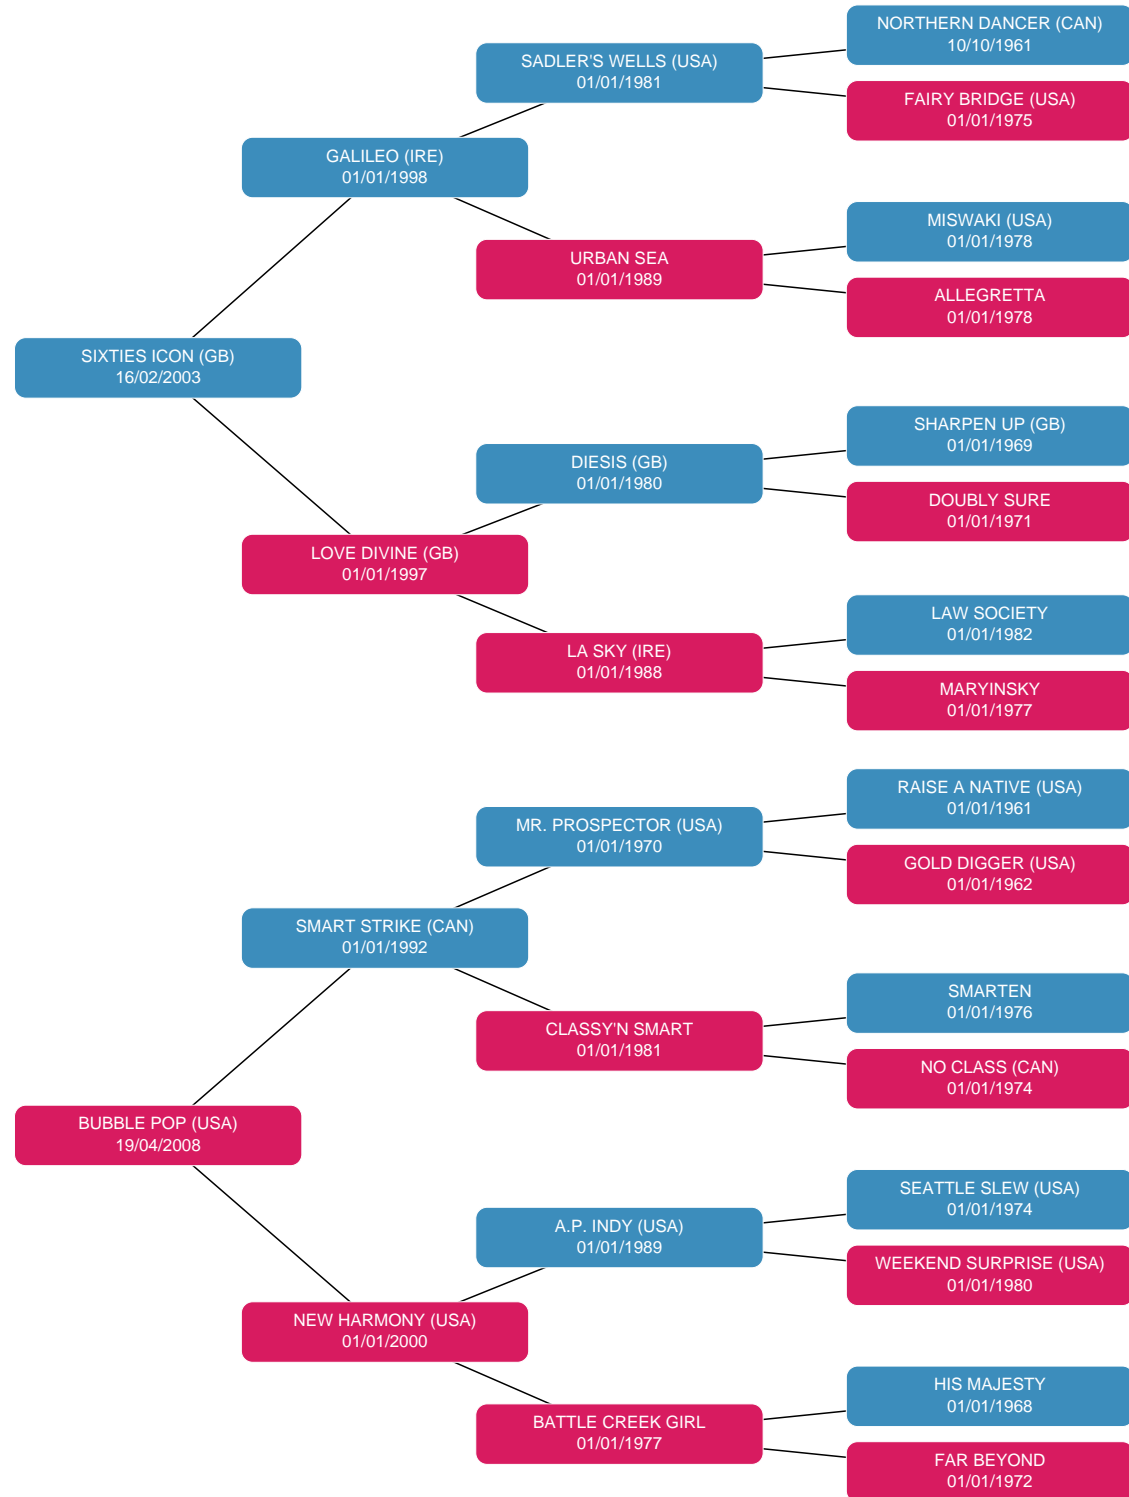 NORTHERN DANCER (CAN)
10/10/1961
SADLER'S WELLS (USA)
01/01/1981
FAIRY BRIDGE (USA)
01/01/1975
GALILEO (IRE)
01/01/1998
MISWAKI (USA)
01/01/1978
URBAN SEA
01/01/1989
ALLEGRETTA
01/01/1978
SIXTIES ICON (GB)
16/02/2003
SHARPEN UP (GB)
01/01/1969
DIESIS (GB)
01/01/1980
DOUBLY SURE
01/01/1971
LOVE DIVINE (GB)
01/01/1997
LAW SOCIETY
01/01/1982
LA SKY (IRE)
01/01/1988
MARYINSKY
01/01/1977
RAISE A NATIVE (USA)
01/01/1961
MR. PROSPECTOR (USA)
01/01/1970
GOLD DIGGER (USA)
01/01/1962
SMART STRIKE (CAN)
01/01/1992
SMARTEN
01/01/1976
CLASSY'N SMART
01/01/1981
NO CLASS (CAN)
01/01/1974
BUBBLE POP (USA)
19/04/2008
SEATTLE SLEW (USA)
01/01/1974
A.P. INDY (USA)
01/01/1989
WEEKEND SURPRISE (USA)
01/01/1980
NEW HARMONY (USA)
01/01/2000
HIS MAJESTY
01/01/1968
BATTLE CREEK GIRL
01/01/1977
FAR BEYOND
01/01/1972